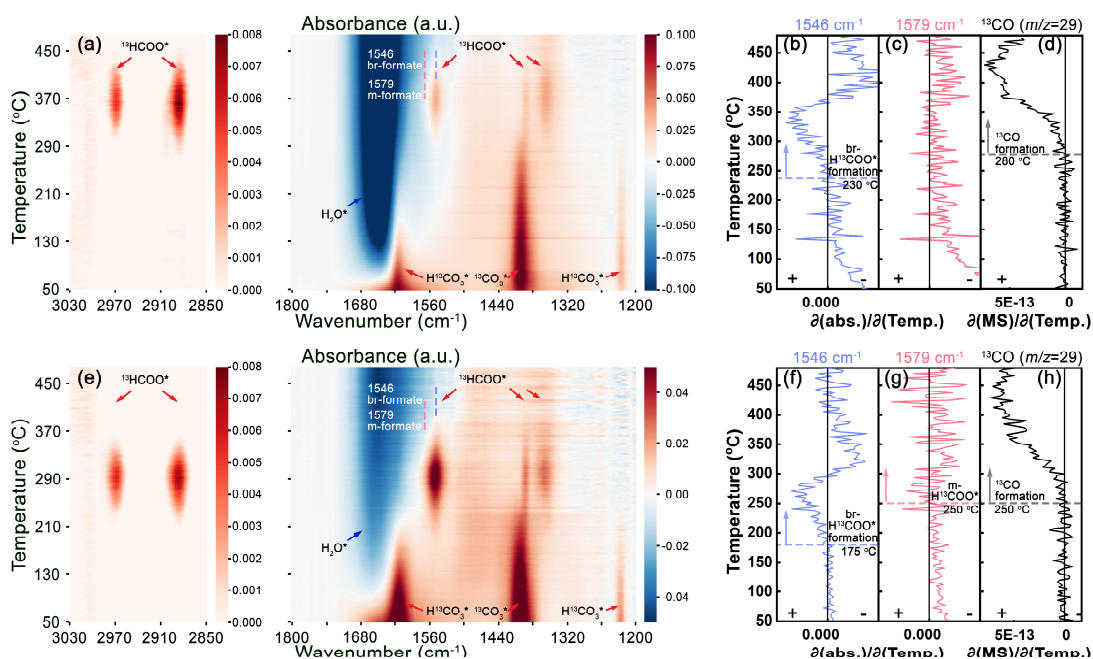 Absorbance (a.u.)
1546 cm⁻¹ 1579 cm⁻¹ ¹³CO (m/z=29)
(a) (b) (c) (d)
Temperature (°C)
450
370
290
210
130
50
3030 2970 2910 2850
¹³HCOO*
0.008
0.007
0.006
0.005
0.004
0.003
0.002
0.001
0.000
1546
br-formate
1579
m-formate
¹³HCOO*
H₂O*
H¹³CO₃* ¹³CO₃* H¹³CO₃*
1800 1680 1560 1440 1320 1200
Wavenumber (cm⁻¹)
0.100
0.075
0.050
0.025
0.000
-0.025
-0.050
-0.075
-0.100
Temperature (°C)
450
400
350
300
250
200
150
100
50
br-
H¹³COO*
formation
230 °C
¹³CO
formation
280 °C
+ + - +
0.000 5E-13 0
∂(abs.)/∂(Temp.) ∂(MS)/∂(Temp.)
Absorbance (a.u.)
1546 cm⁻¹ 1579 cm⁻¹ ¹³CO (m/z=29)
(e) (f) (g) (h)
Temperature (°C)
450
370
290
210
130
50
3030 2970 2910 2850
¹³HCOO*
0.008
0.007
0.006
0.005
0.004
0.003
0.002
0.001
0.000
1546
br-formate
1579
m-formate
¹³HCOO*
H₂O*
H¹³CO₃* ¹³CO₃* H¹³CO₃*
1800 1680 1560 1440 1320 1200
Wavenumber (cm⁻¹)
0.04
0.02
0.00
-0.02
0.04
Temperature (°C)
450
400
350
300
250
200
150
100
50
br-
H¹³COO*
formation
175 °C
m-
H¹³COO*
250 °C
¹³CO
formation
250 °C
+ - + - +
0.000 0.000 5E-13 0
∂(abs.)/∂(Temp.) ∂(MS)/∂(Temp.)